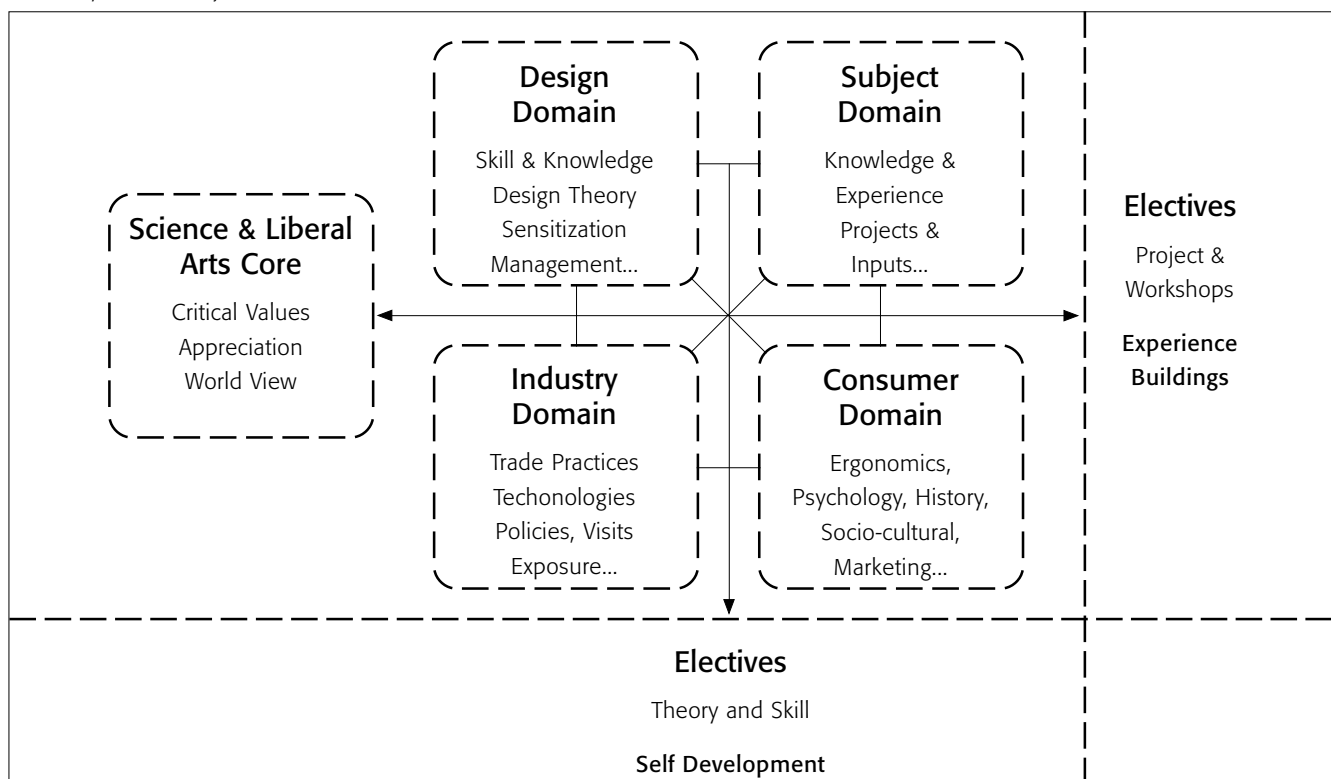 Design
Domain
Skill & Knowledge
Design Theory
Sensitization
Management...
Subject
Domain
Knowledge &
Experience
Projects &
Inputs...
Science & Liberal
Arts Core
Critical Values
Appreciation
World View
Electives
Project &
Workshops
Experience
Buildings
Industry
Domain
Trade Practices
Techonologies
Policies, Visits
Exposure...
Consumer
Domain
Ergonomics,
Psychology, History,
Socio-cultural,
Marketing...
Electives
Theory and Skill
Self Development